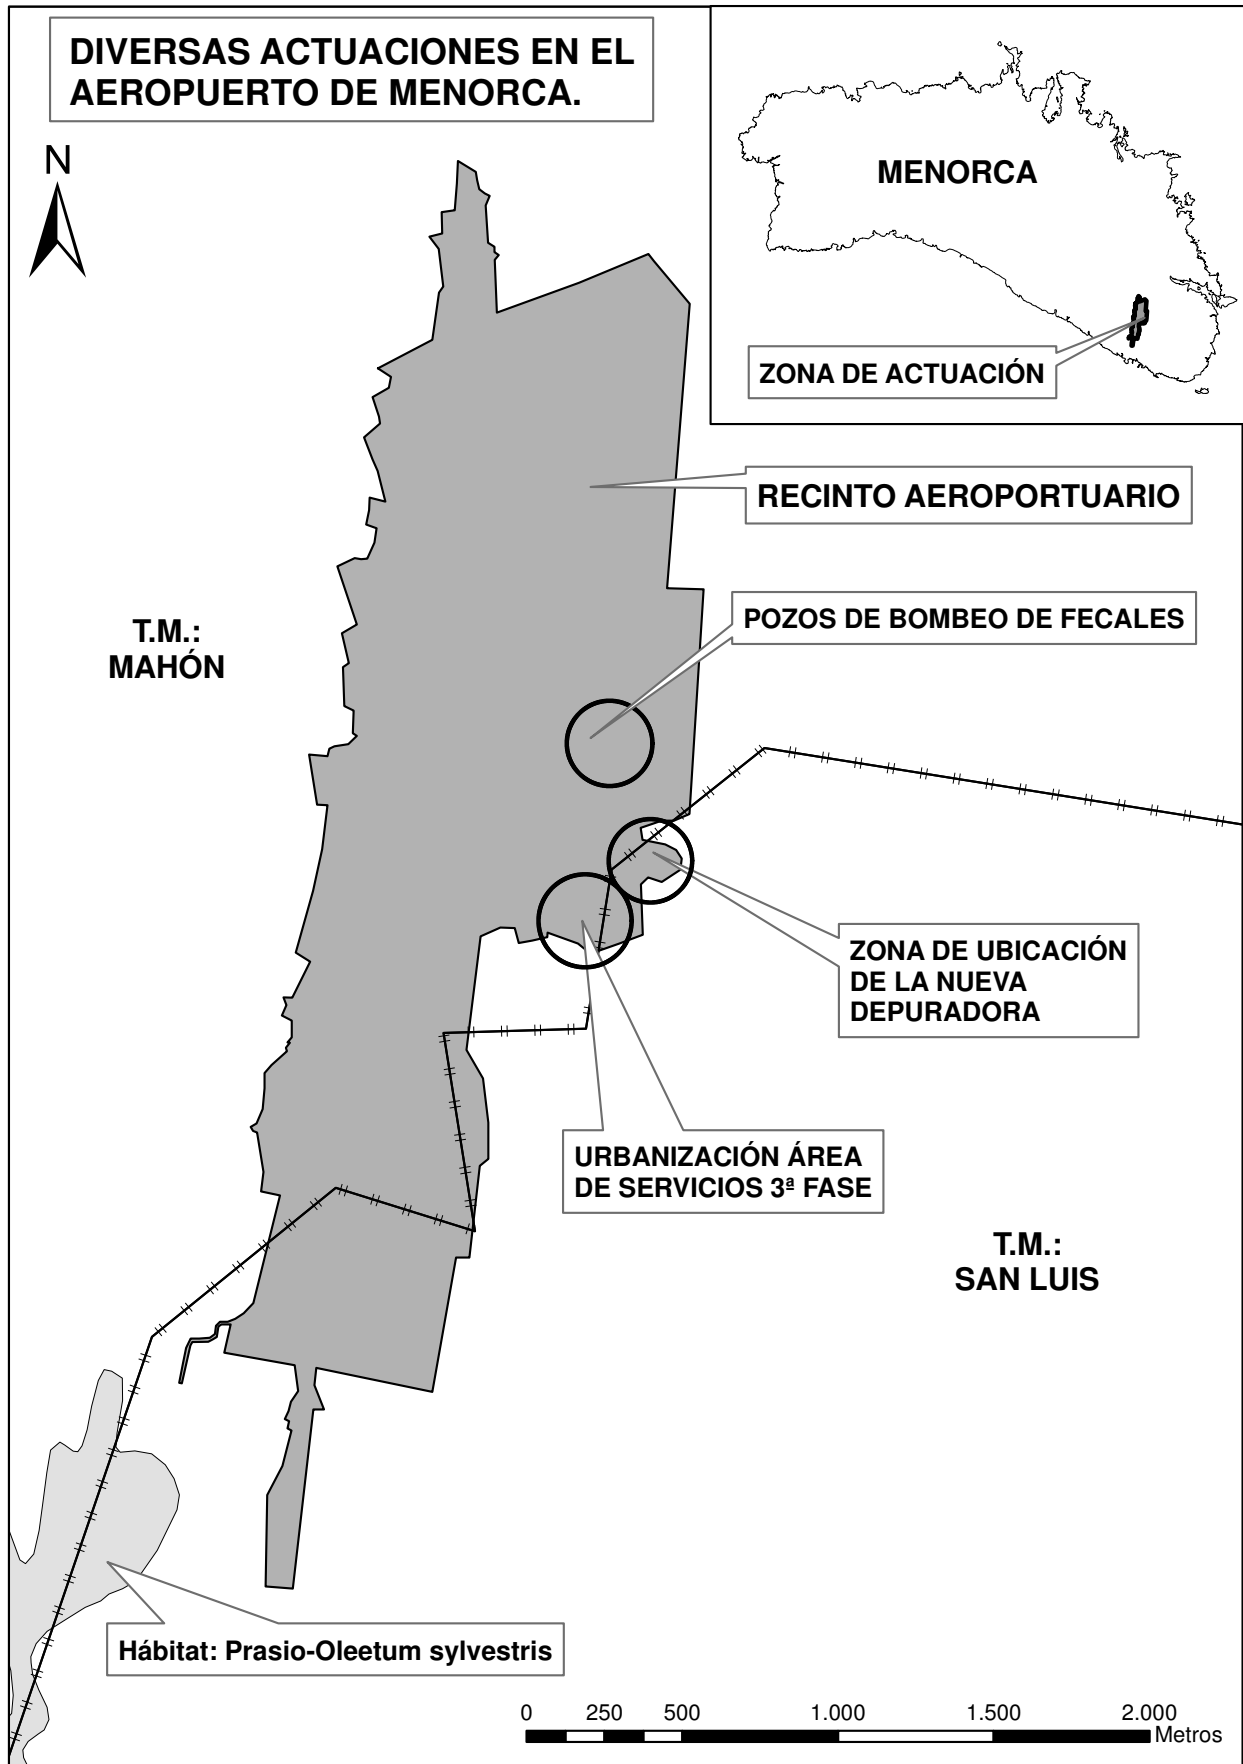 DIVERSAS ACTUACIONES EN EL
AEROPUERTO DE MENORCA.
N
MENORCA
ZONA DE ACTUACIÓN
RECINTO AEROPORTUARIO
POZOS DE BOMBEO DE FECALES
T.M.:
MAHÓN
ZONA DE UBICACIÓN
DE LA NUEVA
DEPURADORA
URBANIZACIÓN ÁREA
DE SERVICIOS 3ª FASE
T.M.:
SAN LUIS
Hábitat: Prasio-Oleetum sylvestris
0 250 500 1.000 1.500 2.000
Metros